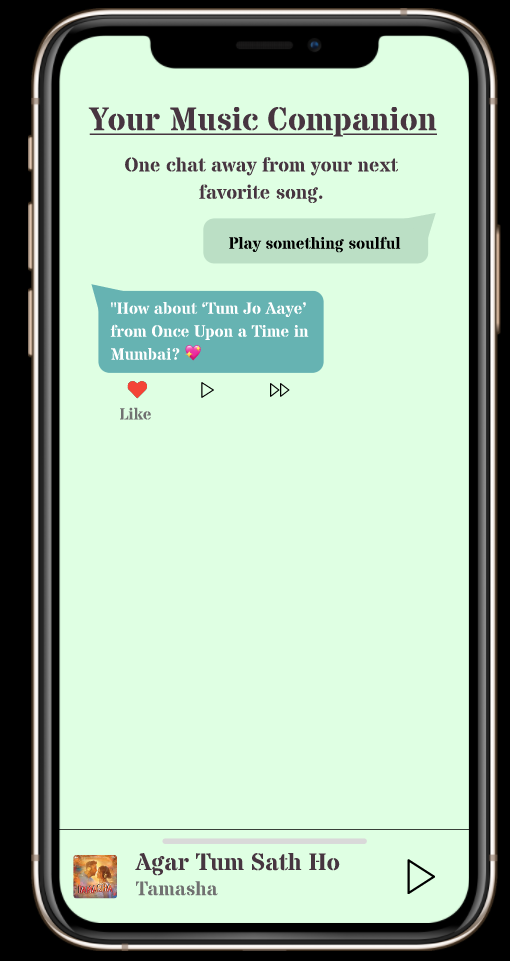 Your Music Companion
One chat away from your next
favorite song.
Play something soulful
"How about ‘Tum Jo Aaye’
from Once Upon a Time in
Mumbai? 💖
Like
Agar Tum Sath Ho
Tamasha